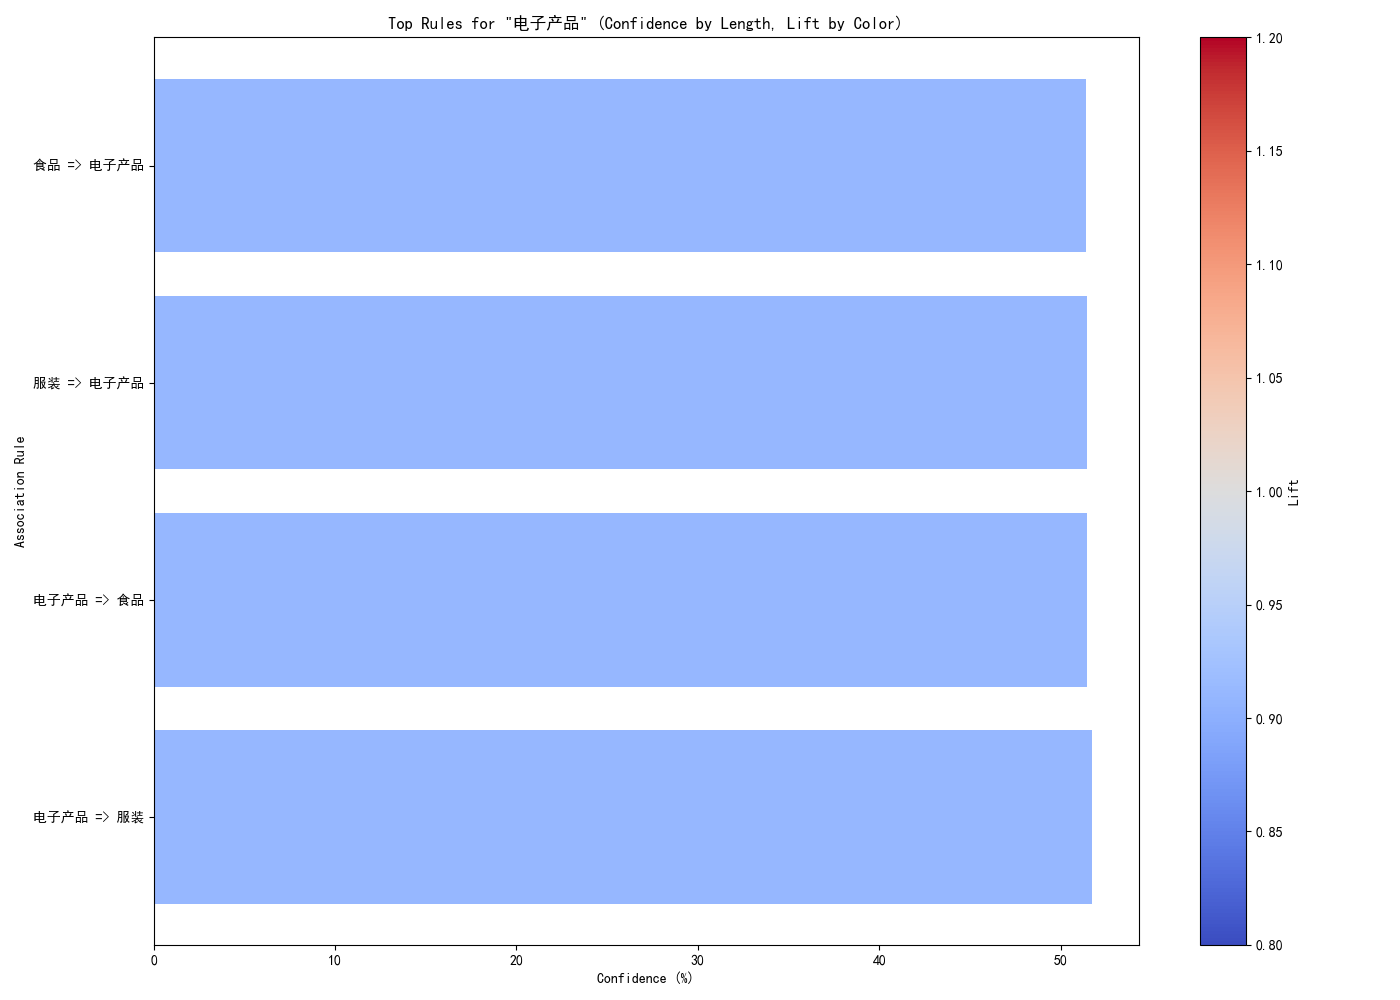 Top Rules for "电子产品" (Confidence by Length, Lift by Color)
Association Rule
食品 => 电子产品
服装 => 电子产品
电子产品 => 食品
电子产品 => 服装
0
10
20
30
40
50
Confidence (%)
1.20
1.15
1.10
1.05
1.00
0.95
0.90
0.85
0.80
Lift